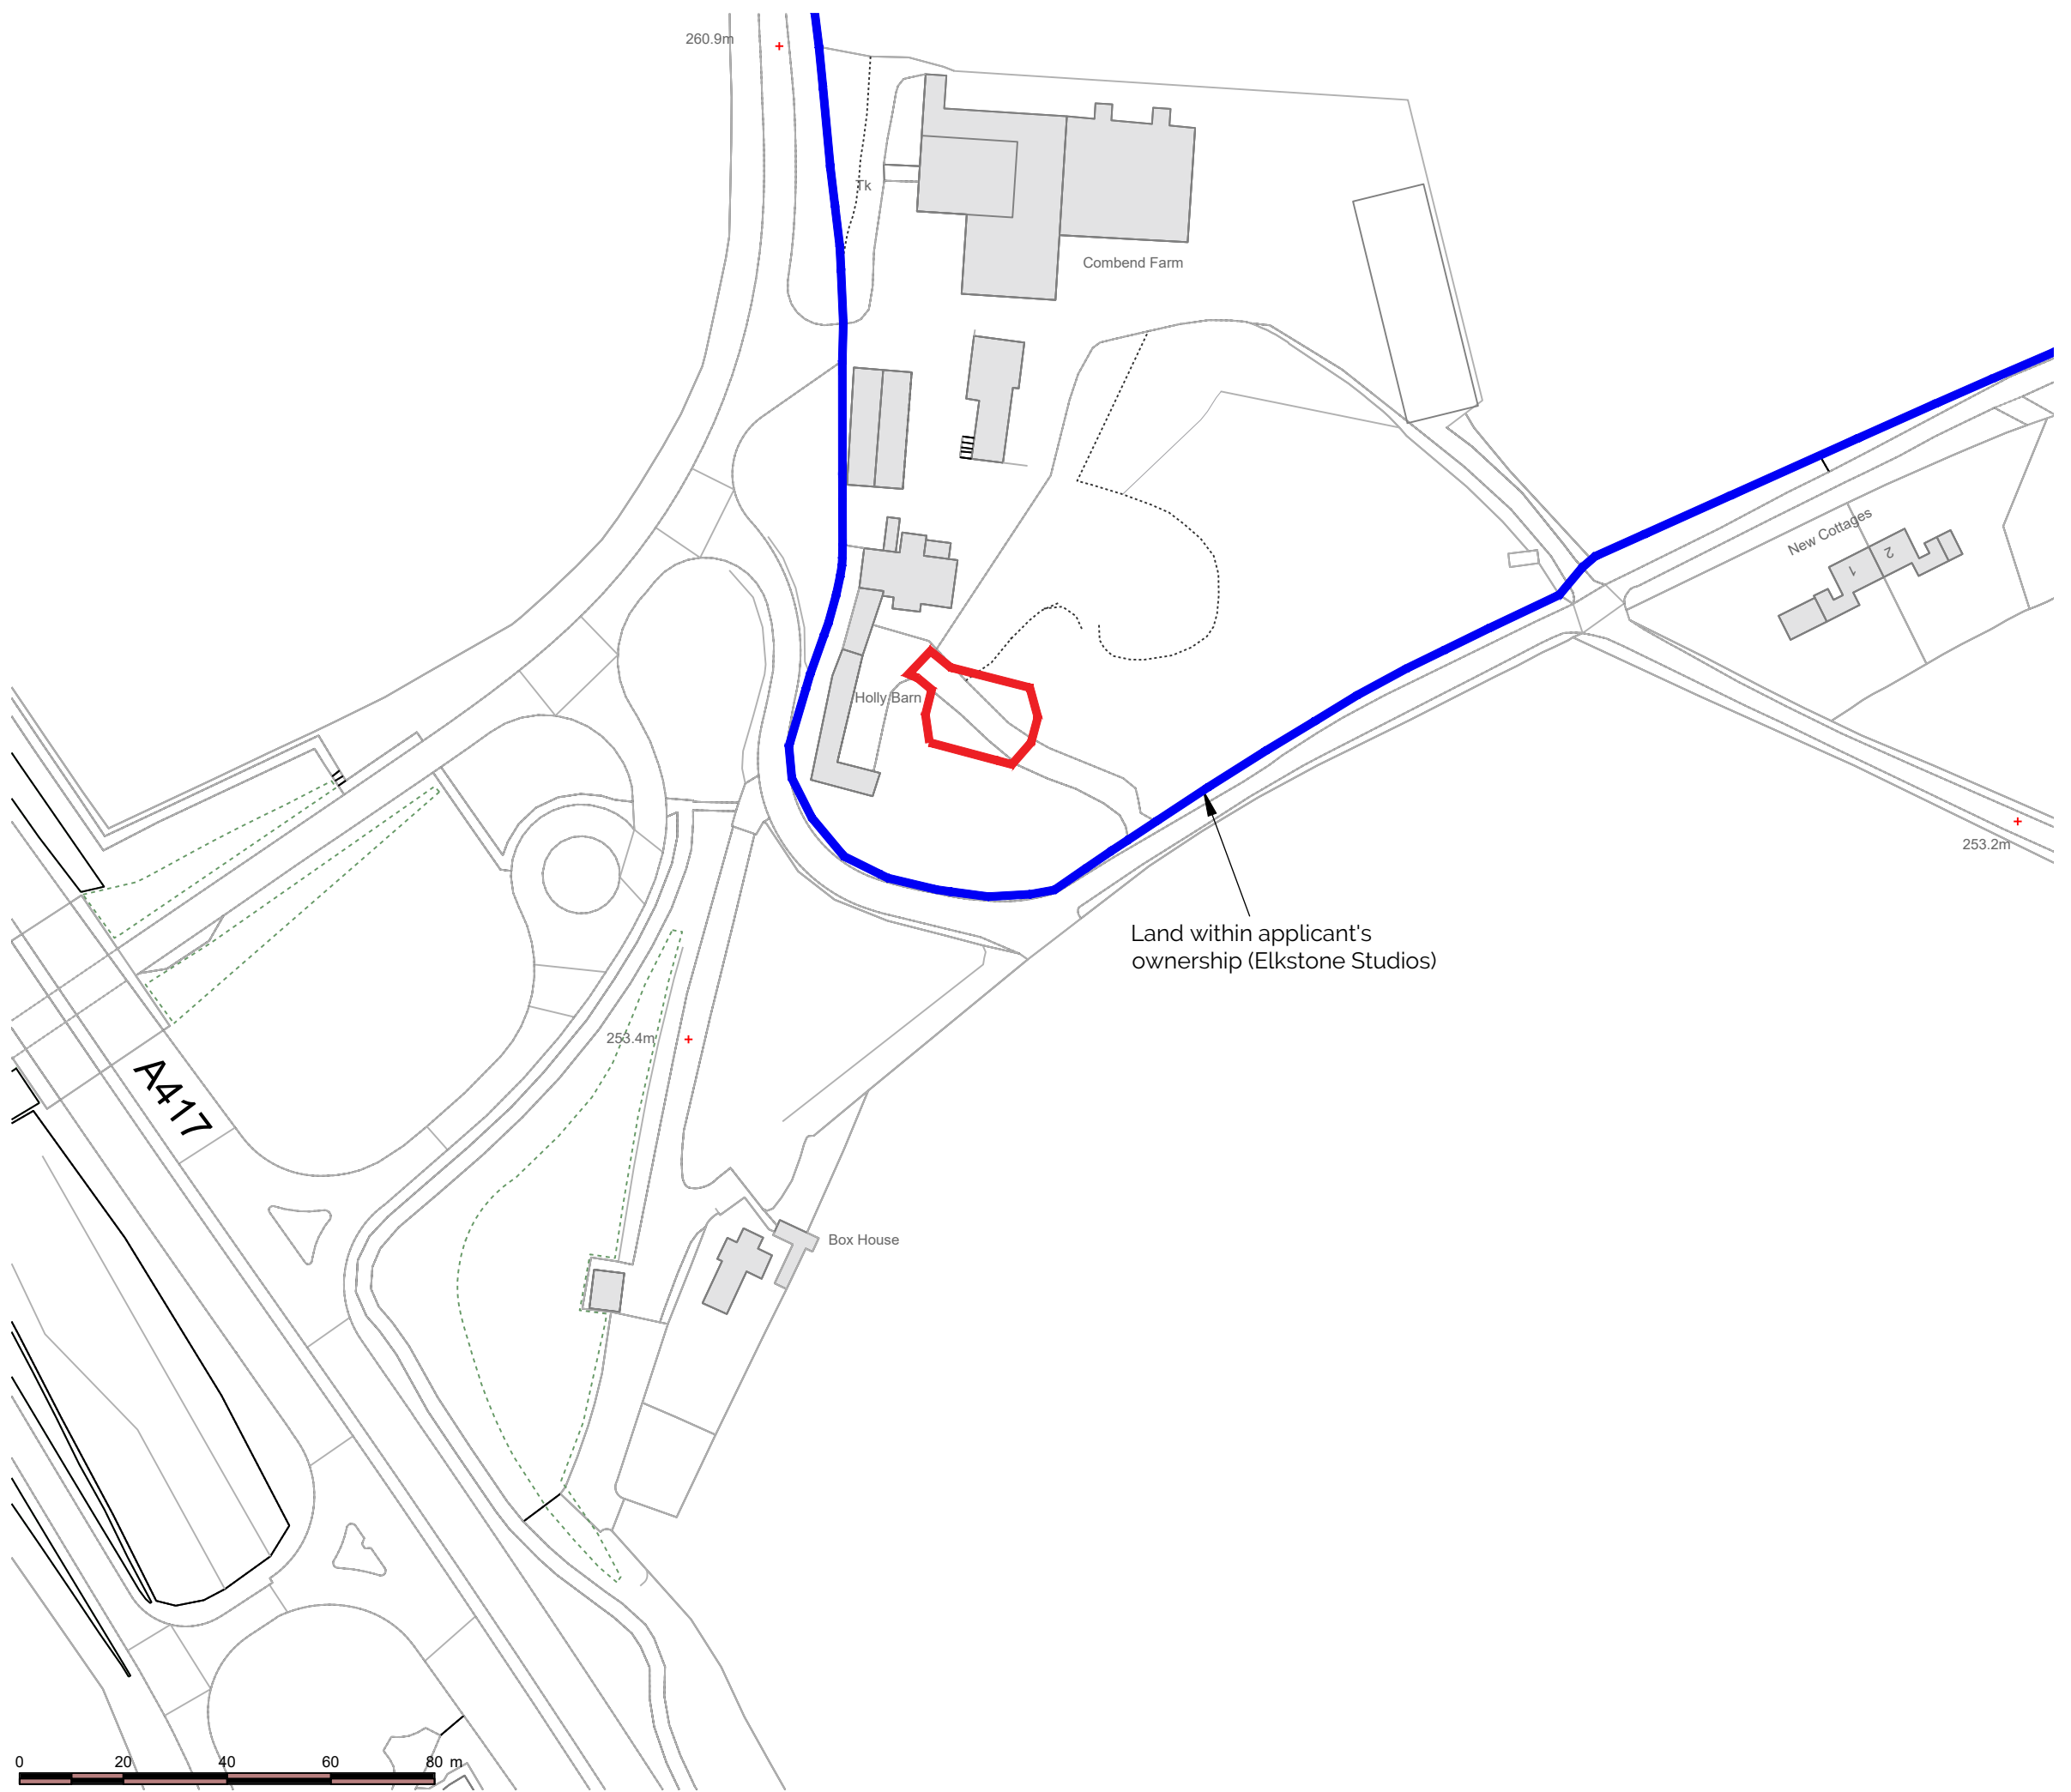 260.9m
Tk
Combend Farm
New Cottages
1
2
Holly Barn
253.2m
Land within applicant's
ownership (Elkstone Studios)
253.4m
A417
Box House
0 20 40 60 80 m